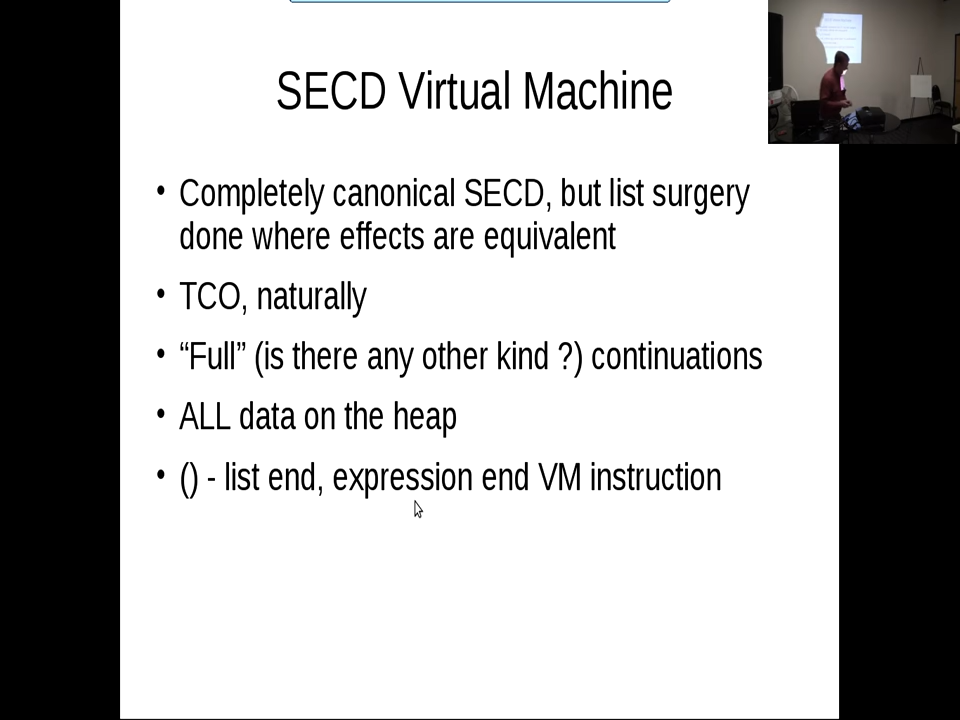 SECD Virtual Machine
• Completely canonical SECD, but list surgery
done where effects are equivalent
• TCO, naturally
• “Full” (is there any other kind ?) continuations
• ALL data on the heap
• () - list end, expression end VM instruction